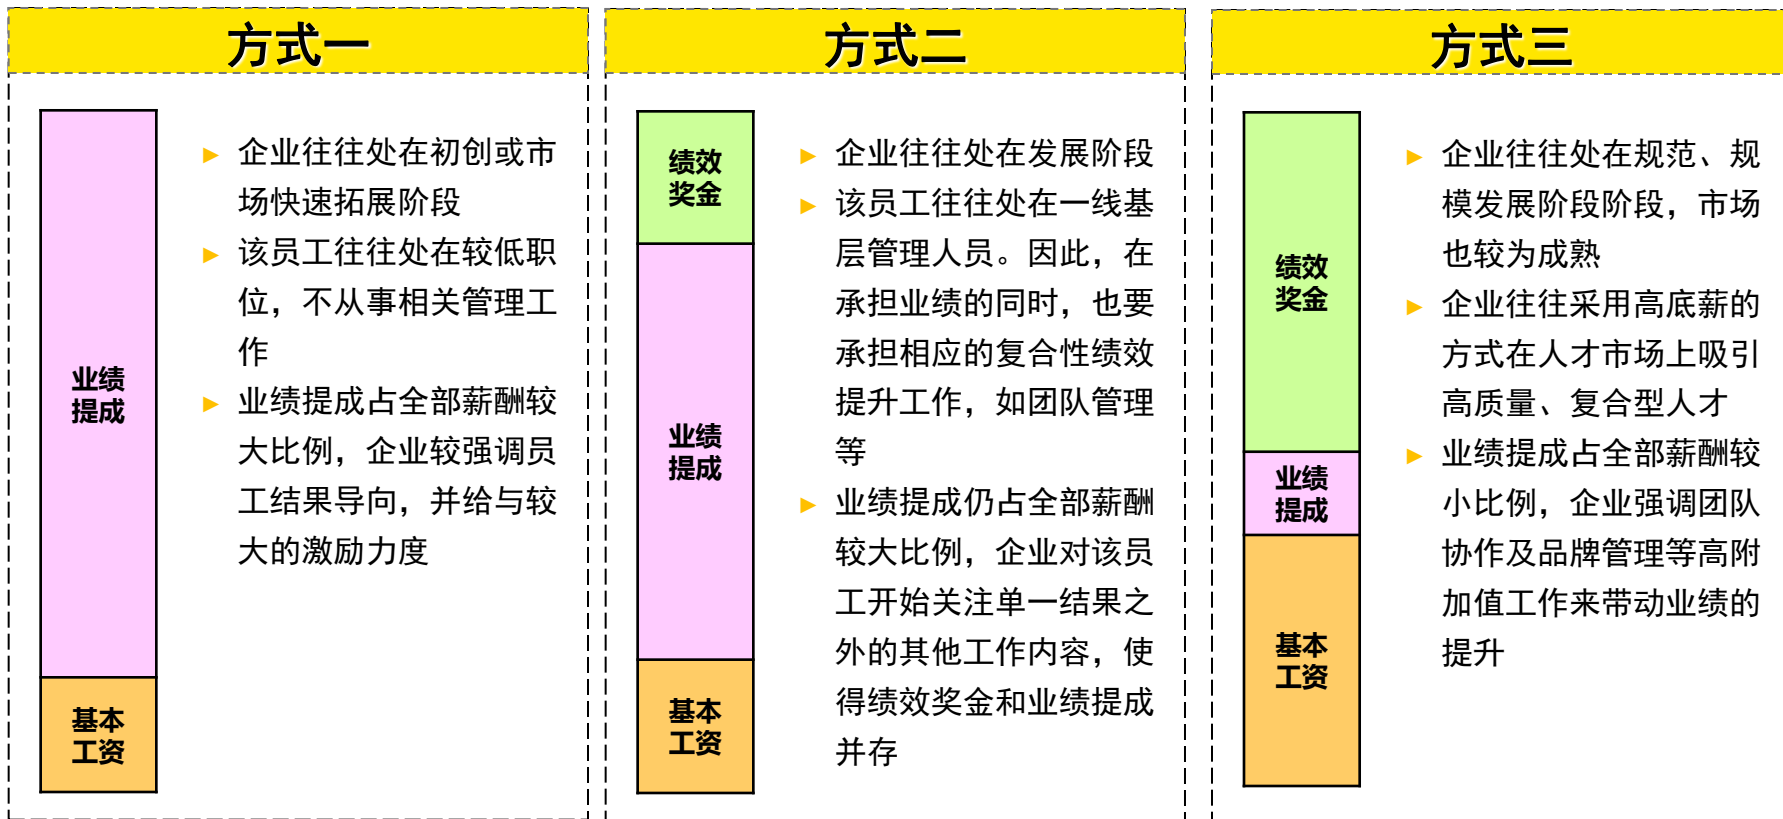 方式一
业绩
提成
基本
工资
► 企业往往处在初创或市
场快速拓展阶段
► 该员工往往处在较低职
位，不从事相关管理工
作
► 业绩提成占全部薪酬较
大比例，企业较强调员
工结果导向，并给与较
大的激励力度
方式二
绩效
奖金
业绩
提成
基本
工资
► 企业往往处在发展阶段
► 该员工往往处在一线基
层管理人员。因此，在
承担业绩的同时，也要
承担相应的复合性绩效
提升工作，如团队管理
等
► 业绩提成仍占全部薪酬
较大比例，企业对该员
工开始关注单一结果之
外的其他工作内容，使
得绩效奖金和业绩提成
并存
方式三
绩效
奖金
业绩
提成
基本
工资
► 企业往往处在规范、规
模发展阶段阶段，市场
也较为成熟
► 企业往往采用高底薪的
方式在人才市场上吸引
高质量、复合型人才
► 业绩提成占全部薪酬较
小比例，企业强调团队
协作及品牌管理等高附
加值工作来带动业绩的
提升